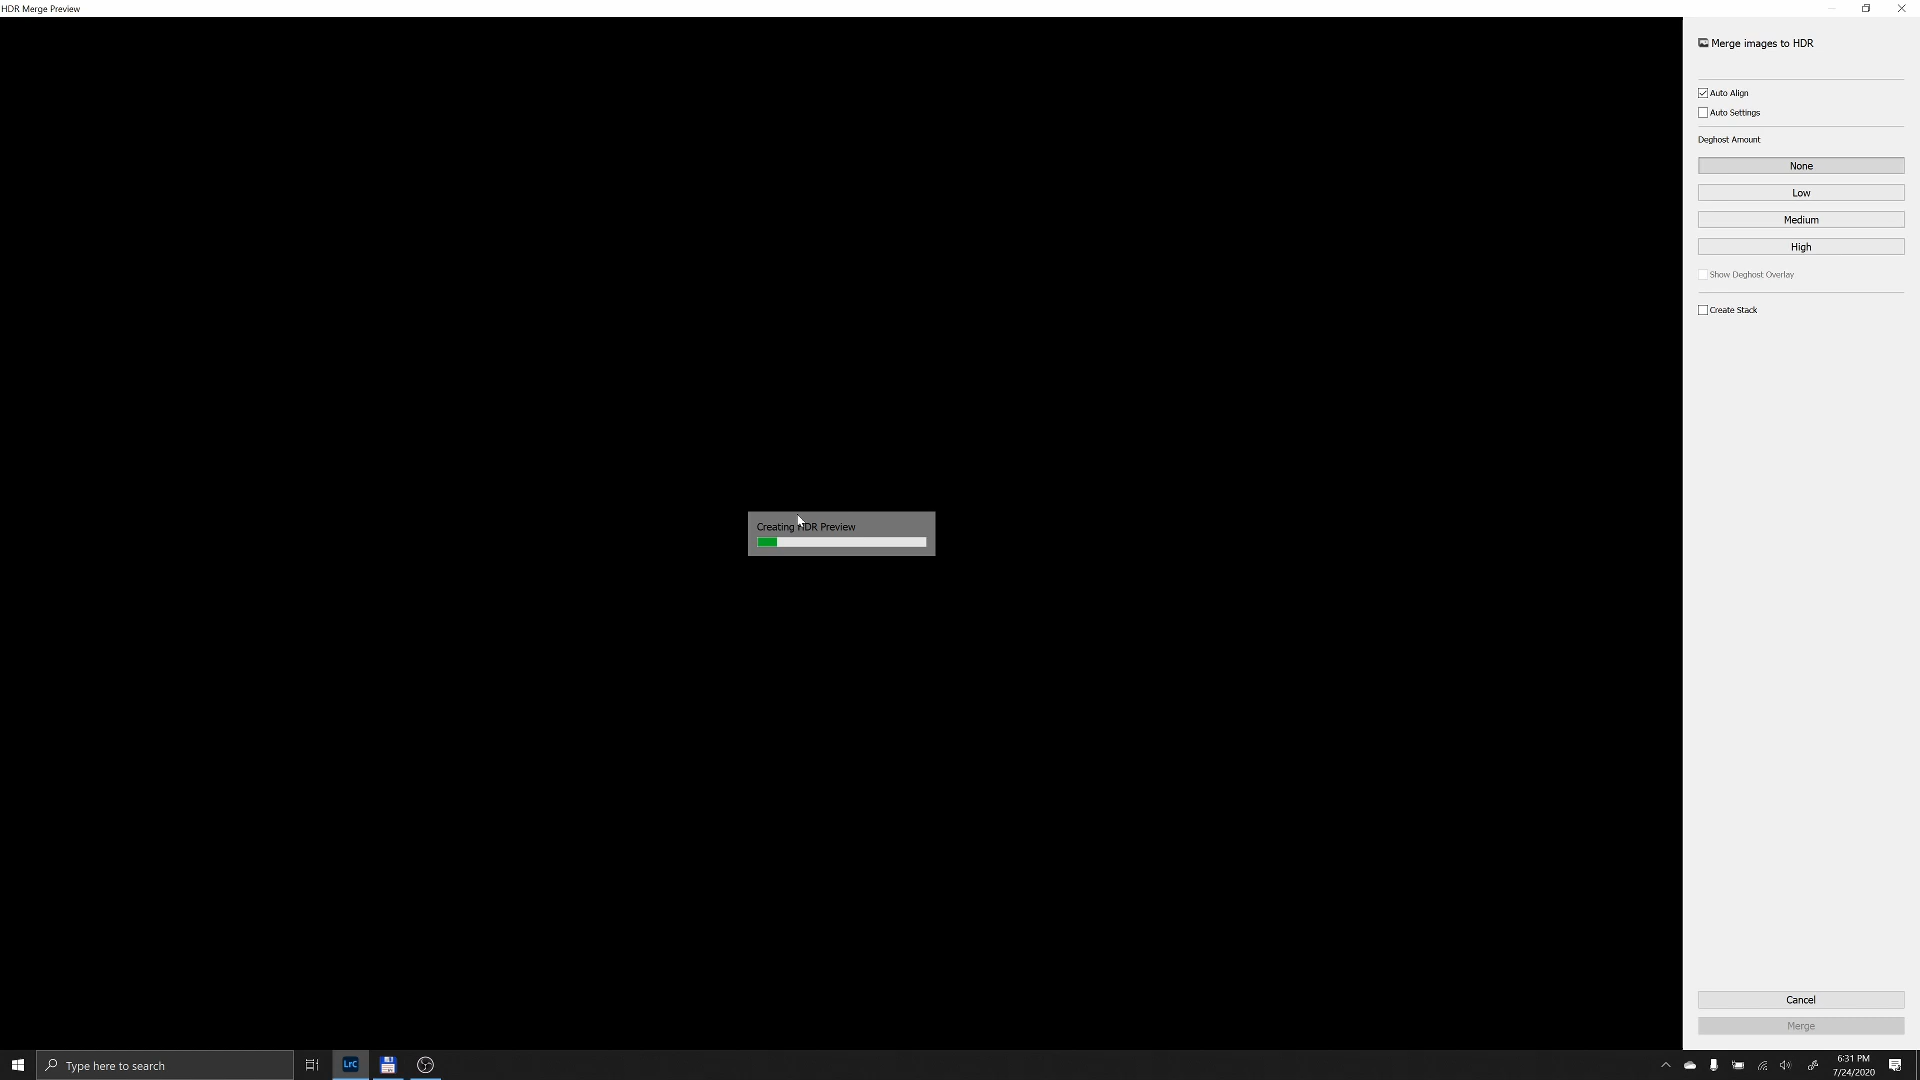 HDR Merge Preview
Merge images to HDR
Auto Align
Auto Settings
Deghost Amount
None
Low
Medium
High
Show Deghost Overlay
Create Stack
Creating HDR Preview
Cancel
Merge
Type here to search
LrC
6:31 PM
7/24/2020